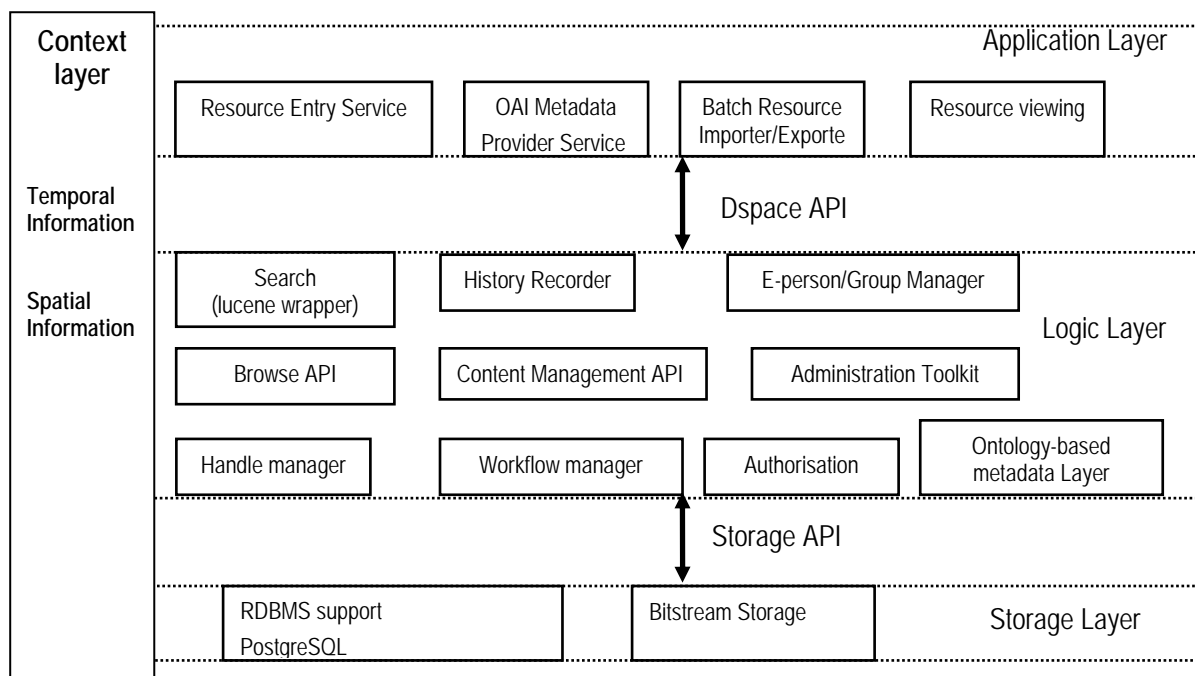 Context
layer
Application Layer
Resource Entry Service
OAI Metadata
Provider Service
Batch Resource
Importer/Exporte
Resource viewing
Temporal
Information
Dspace API
Spatial
Information
Search
(lucene wrapper)
History Recorder
E-person/Group Manager
Logic Layer
Browse API
Content Management API
Administration Toolkit
Handle manager
Workflow manager
Authorisation
Ontology-based
metadata Layer
Storage API
RDBMS support
PostgreSQL
Bitstream Storage
Storage Layer